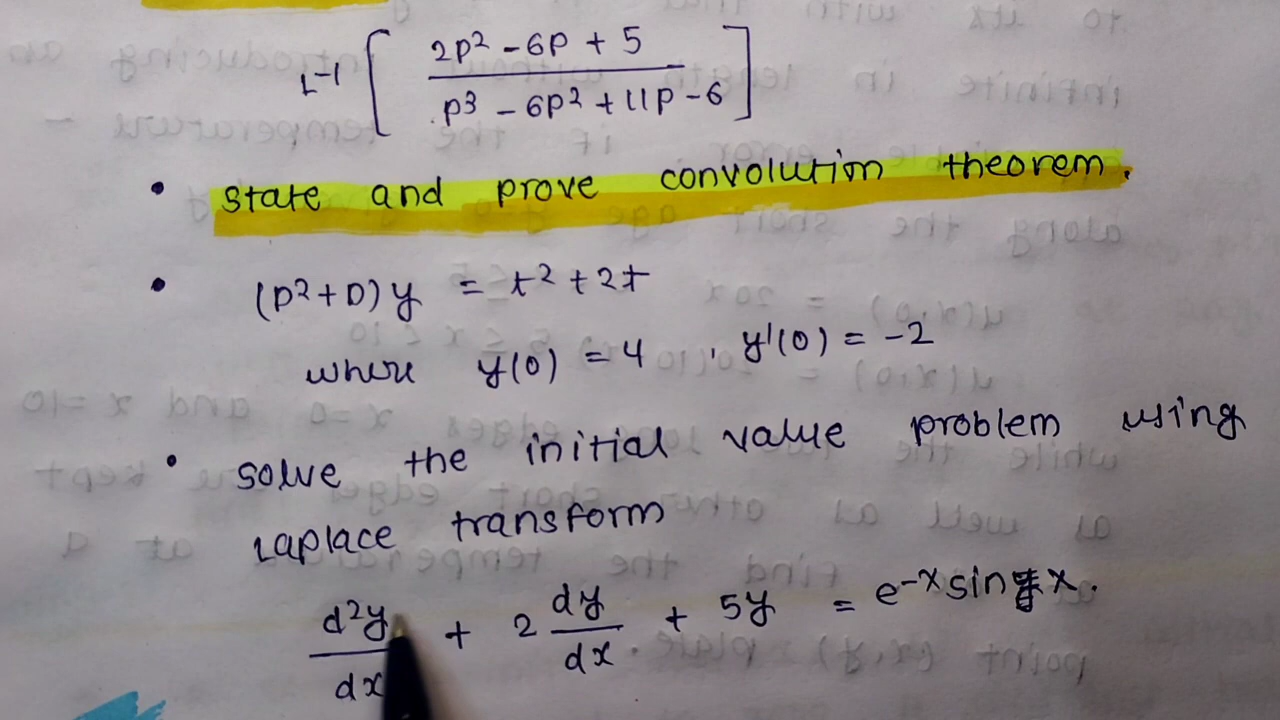 L⁻¹ [ 2p² - 6p + 5 / p³ - 6p² + 11p - 6 ]
• state and prove convolution theorem.
• (D² + D) y = t² + 2t
where y(0) = 4 , y'(0) = -2
• solve the initial value problem using
laplace transform
d²y/dx + 2 dy/dx + 5y = e⁻ˣ sin x.